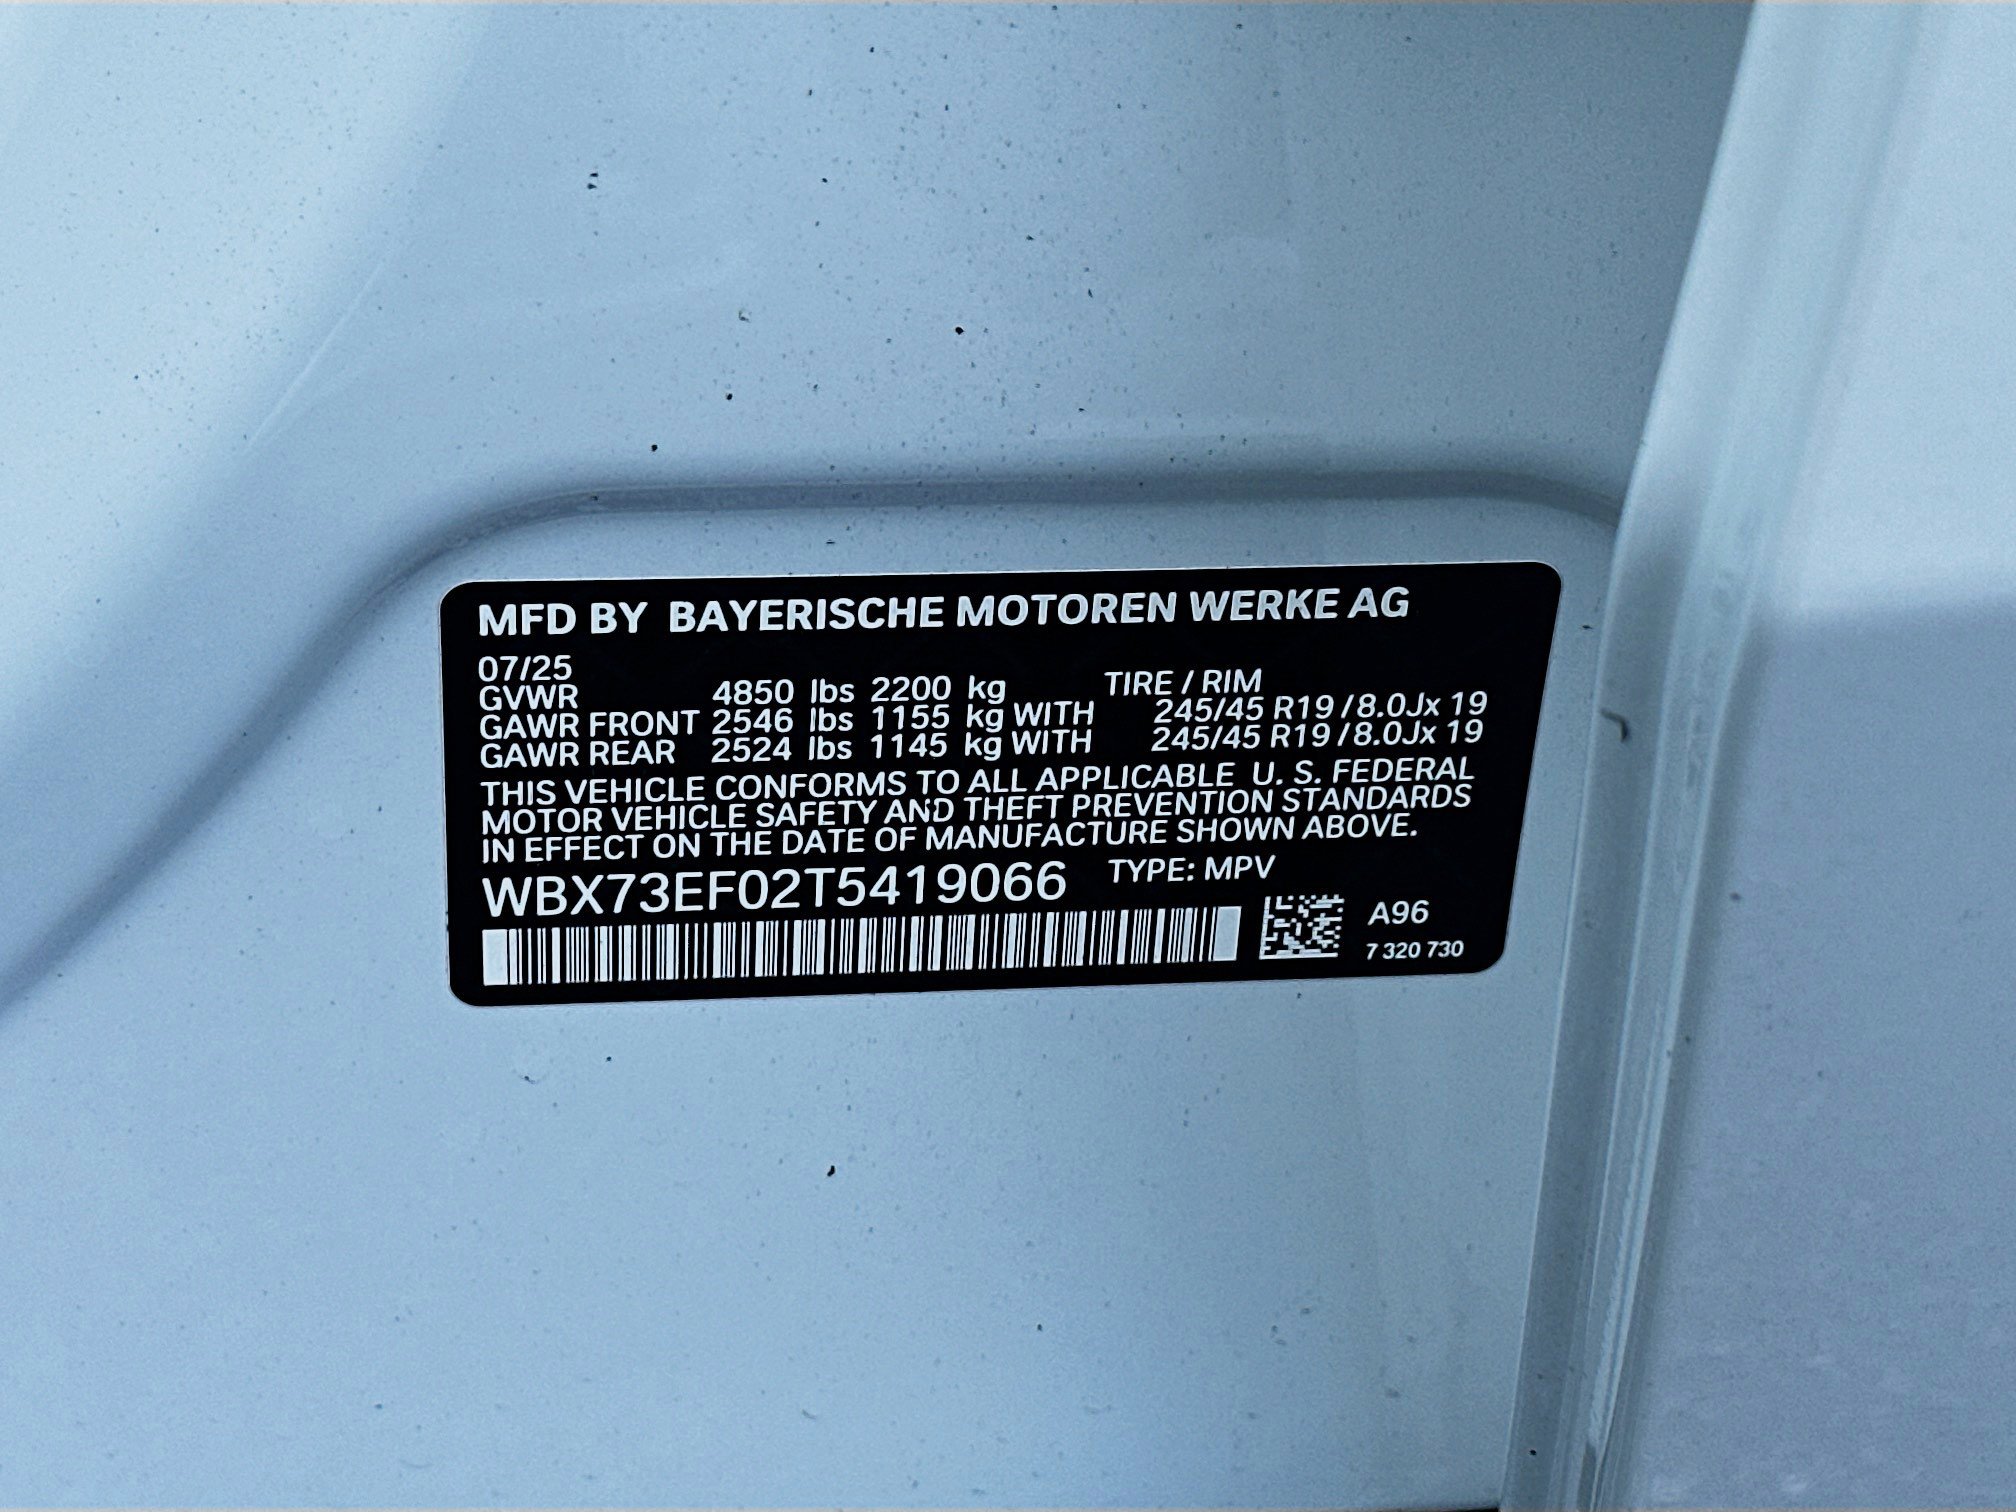 MFD BY BAYERISCHE MOTOREN WERKE AG
07/25
GVWR 4850 lbs 2200 kg TIRE / RIM
GAWR FRONT 2546 lbs 1155 kg WITH 245/45 R19 / 8.0Jx 19
GAWR REAR 2524 lbs 1145 kg WITH 245/45 R19 / 8.0Jx 19
THIS VEHICLE CONFORMS TO ALL APPLICABLE U. S. FEDERAL
MOTOR VEHICLE SAFETY AND THEFT PREVENTION STANDARDS
IN EFFECT ON THE DATE OF MANUFACTURE SHOWN ABOVE.
WBX73EF02T5419066 TYPE: MPV
A96
7 320 730